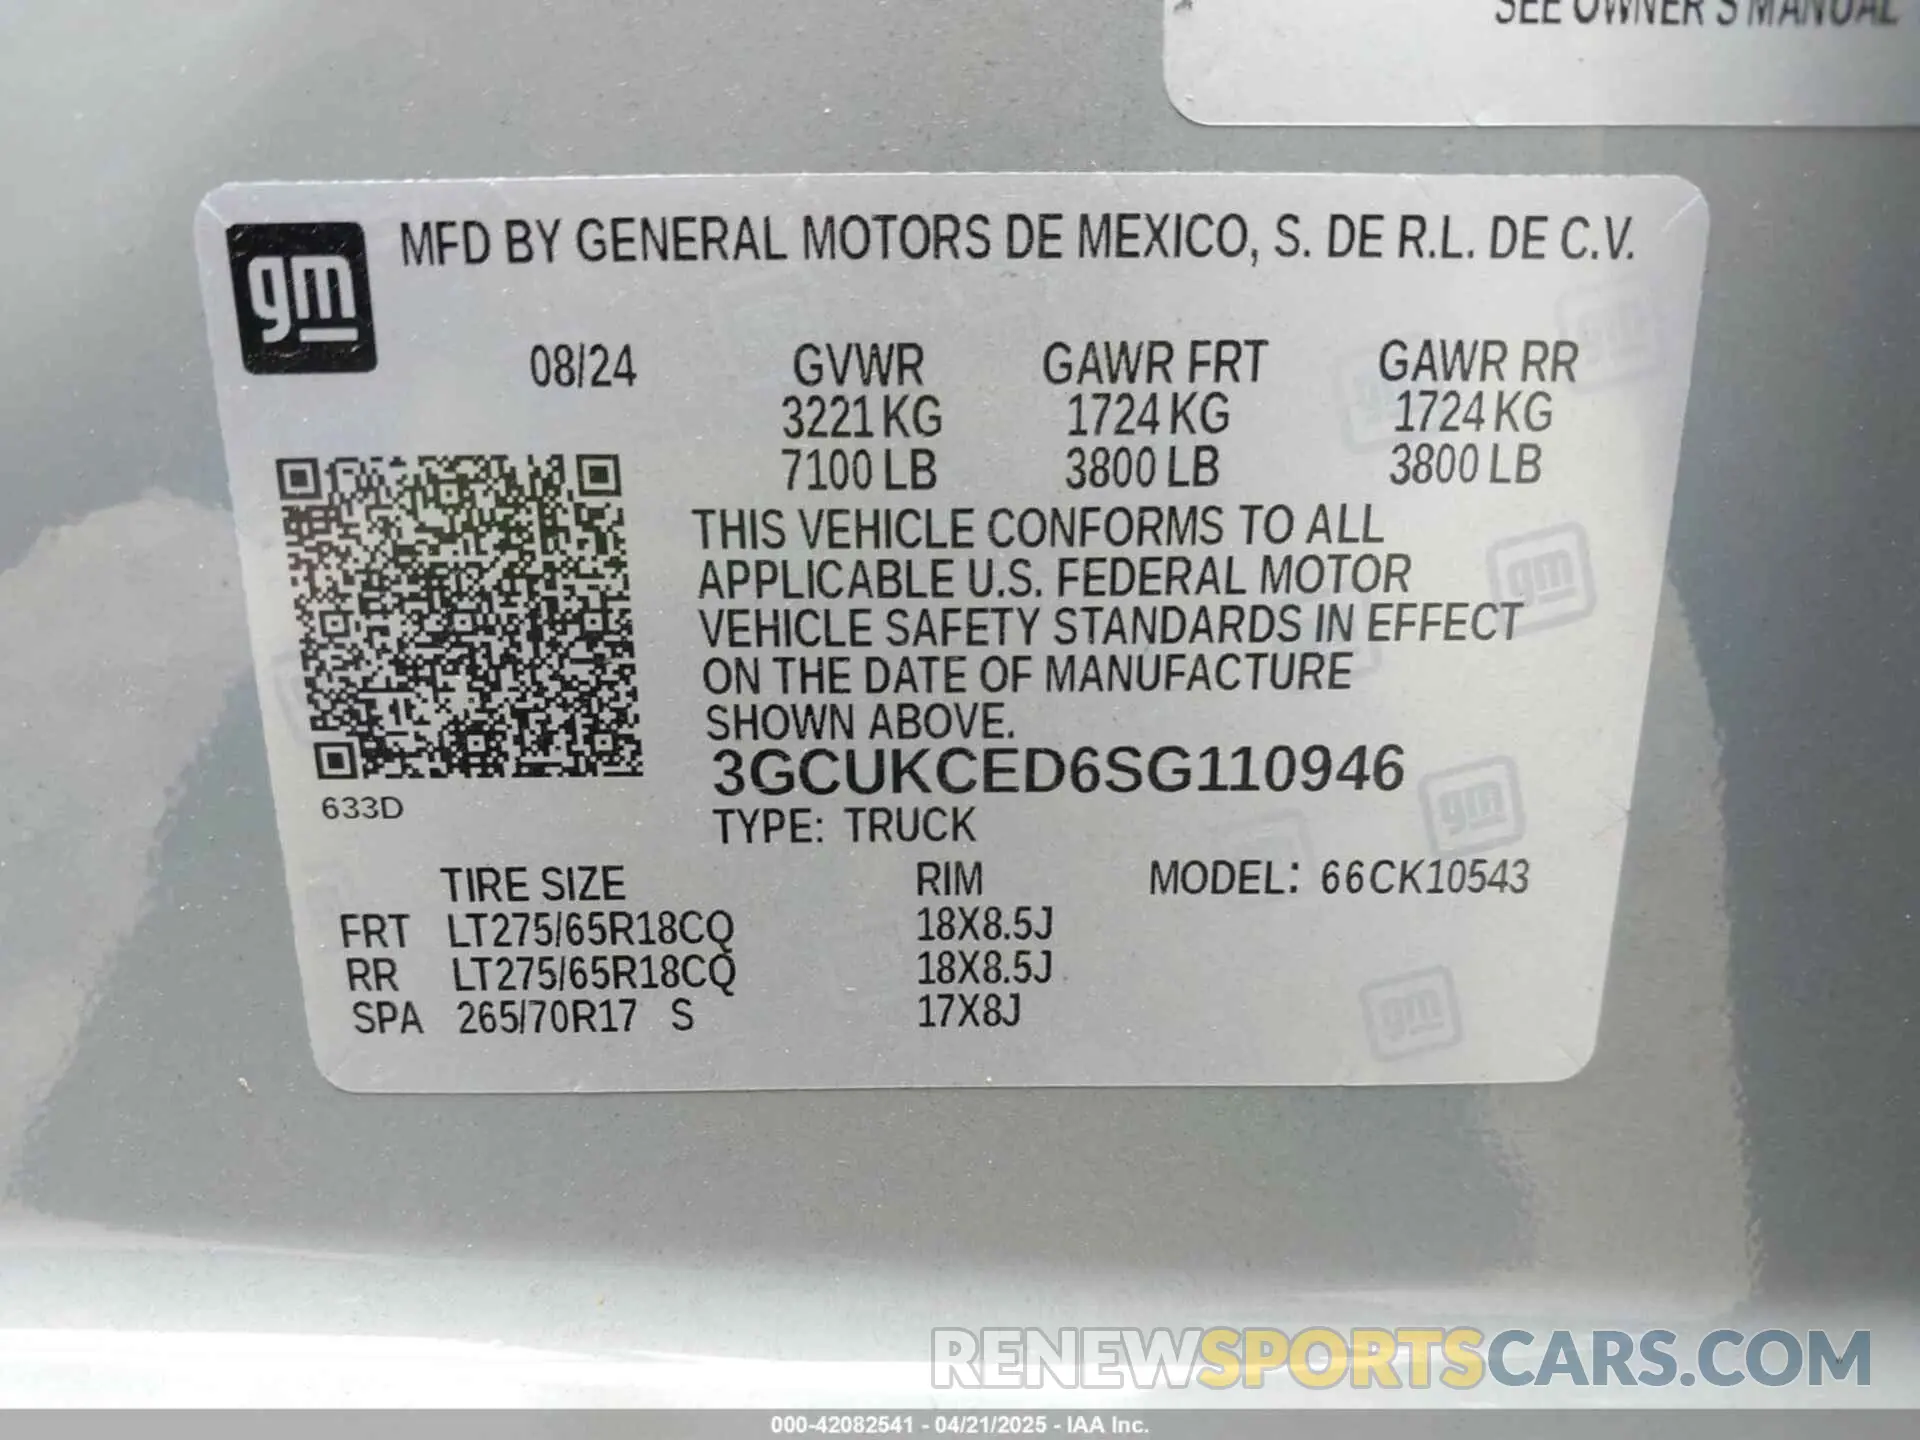 SEE OWNER'S MANUAL
gm
MFD BY GENERAL MOTORS DE MEXICO, S. DE R.L. DE C.V.
08/24 GVWR GAWR FRT GAWR RR
3221 KG 1724 KG 1724 KG
7100 LB 3800 LB 3800 LB
THIS VEHICLE CONFORMS TO ALL
APPLICABLE U.S. FEDERAL MOTOR
VEHICLE SAFETY STANDARDS IN EFFECT
ON THE DATE OF MANUFACTURE
SHOWN ABOVE.
3GCUKCED6SG110946
633D
TYPE: TRUCK
TIRE SIZE RIM MODEL: 66CK10543
FRT LT275/65R18CQ 18X8.5J
RR LT275/65R18CQ 18X8.5J
SPA 265/70R17 S 17X8J
gm
gm
gm
RENEWSPORTSCARS.COM
000-42082541 - 04/21/2025 - IAA Inc.